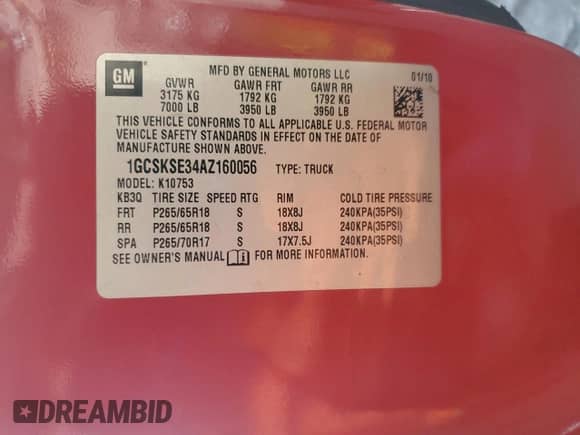 GM
MFD BY GENERAL MOTORS LLC 01/10
GVWR GAWR FRT GAWR RR
3175 KG 1792 KG 1792 KG
7000 LB 3950 LB 3950 LB
THIS VEHICLE CONFORMS TO ALL APPLICABLE U.S. FEDERAL MOTOR
VEHICLE SAFETY STANDARDS IN EFFECT ON THE DATE OF
MANUFACTURE SHOWN ABOVE.
1GCSKSE34AZ160056 TYPE: TRUCK
MODEL: K10753
KB3Q TIRE SIZE SPEED RTG RIM COLD TIRE PRESSURE
FRT P265/65R18 S 18X8J 240KPA(35PSI)
RR P265/65R18 S 18X8J 240KPA(35PSI)
SPA P265/70R17 S 17X7.5J 240KPA(35PSI)
SEE OWNER'S MANUAL FOR MORE INFORMATION.
DREAMBID